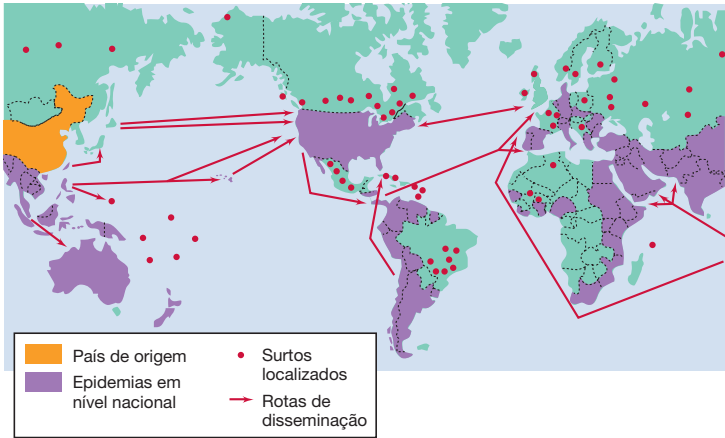 País de origem
Epidemias em
nível nacional
Surtos
localizados
Rotas de
disseminação